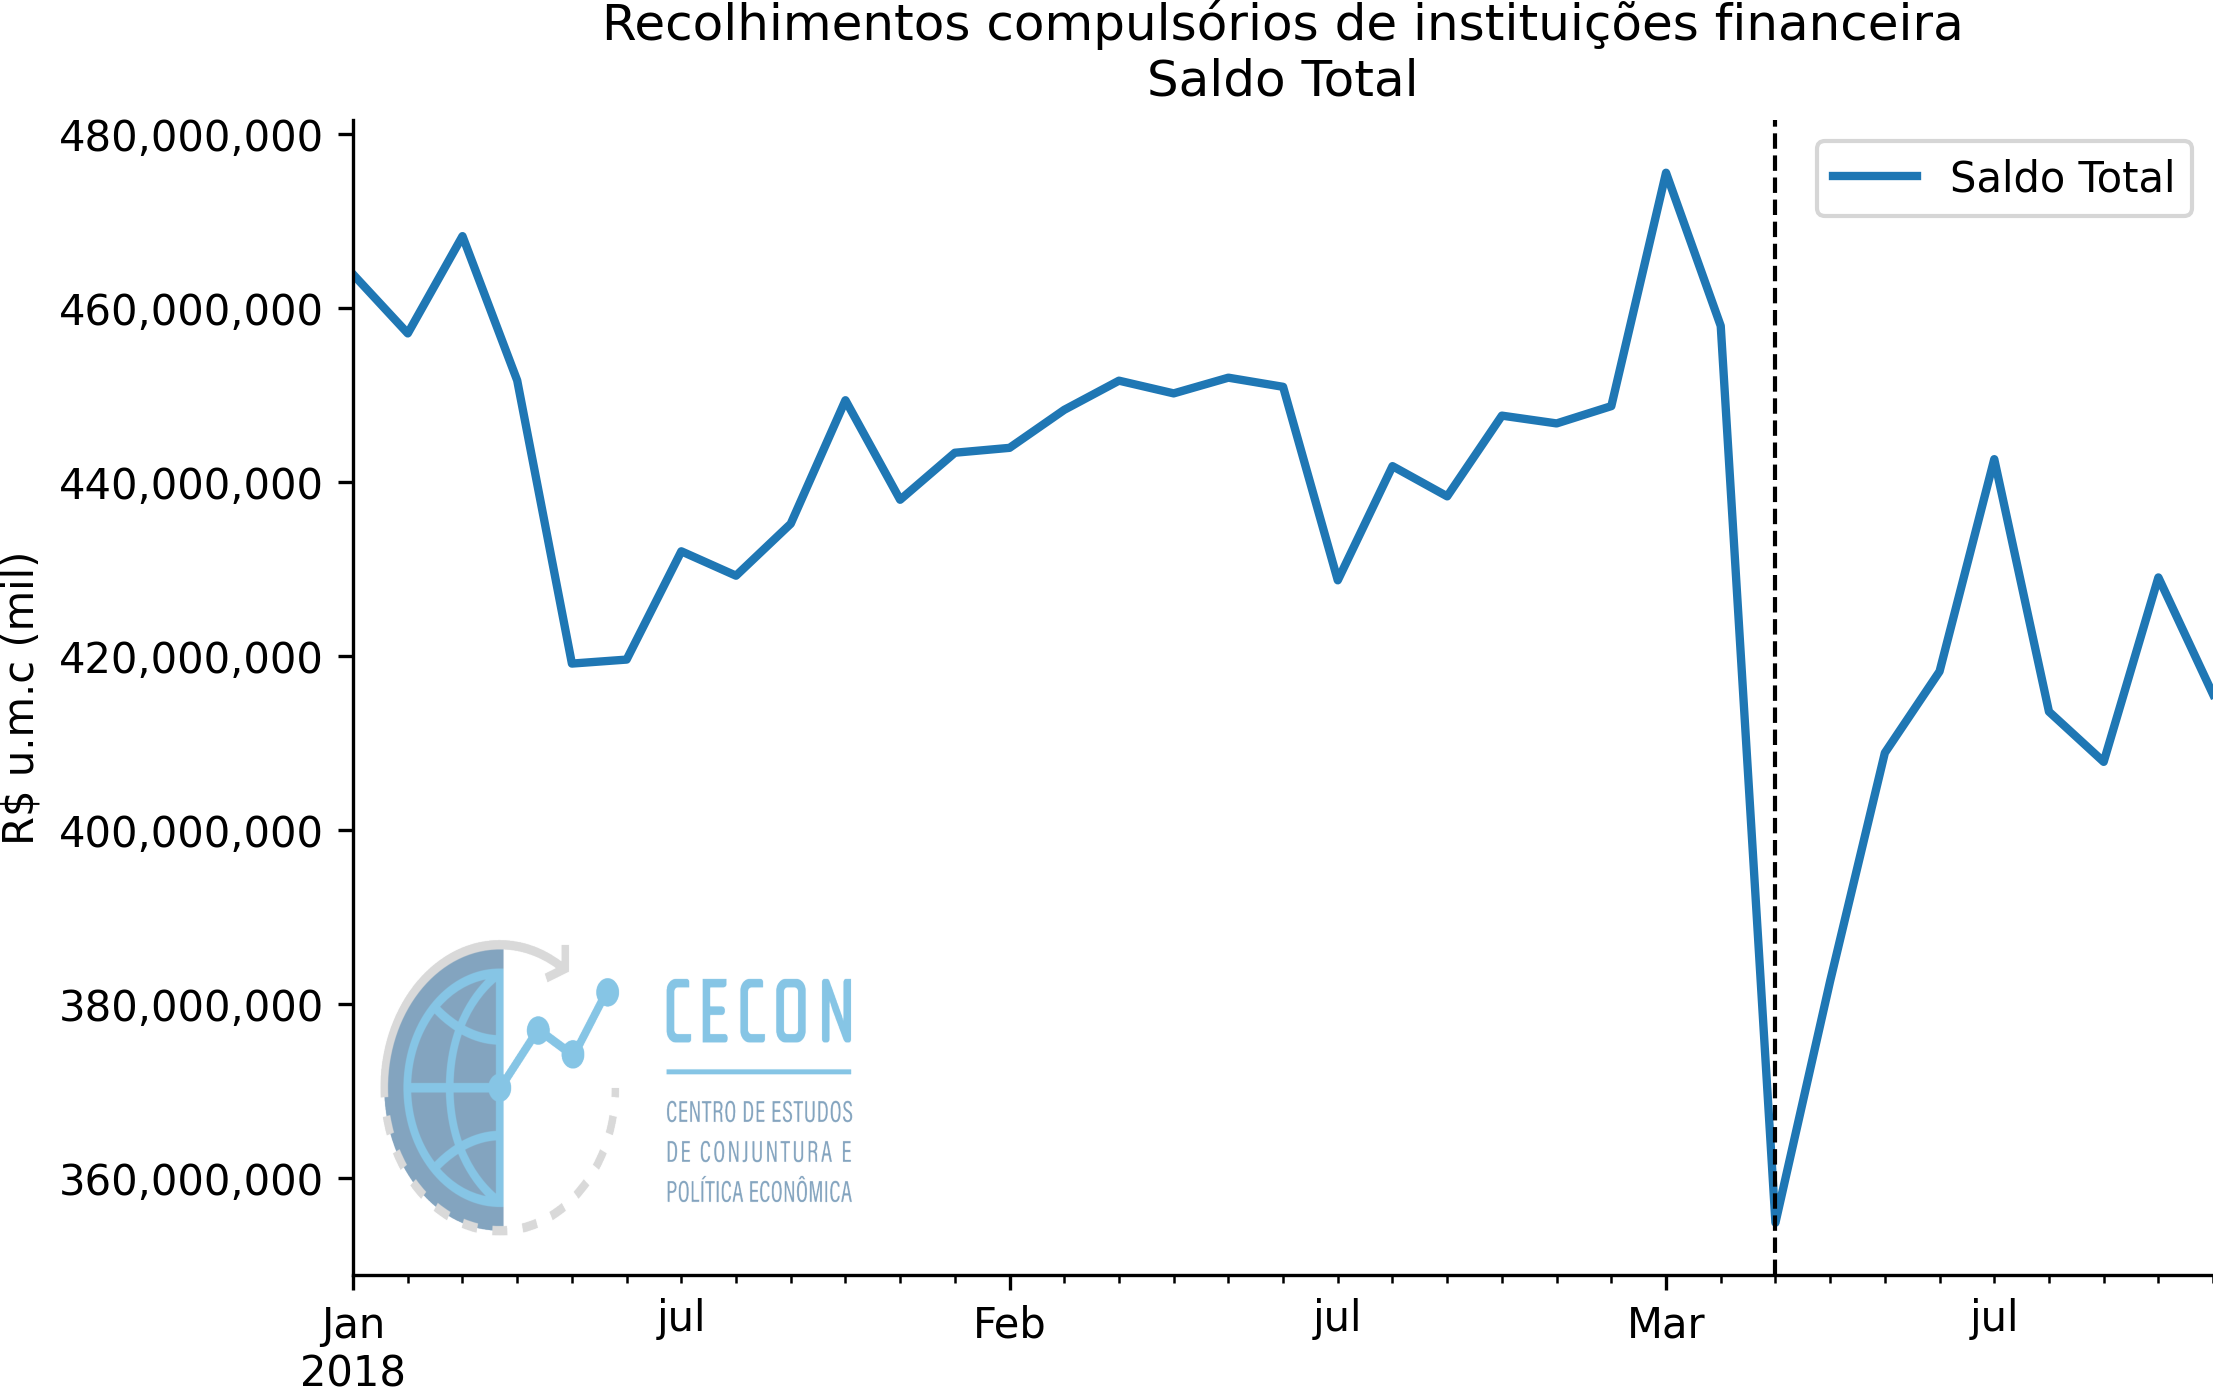 Recolhimentos compulsórios de instituições financeira
Saldo Total
480,000,000
460,000,000
440,000,000
420,000,000
400,000,000
380,000,000
360,000,000
R$ u.m.c (mil)
Saldo Total
CECON
CENTRO DE ESTUDOS
DE CONJUNTURA E
POLÍTICA ECONÔMICA
Jan
2018
jul
Feb
jul
Mar
jul